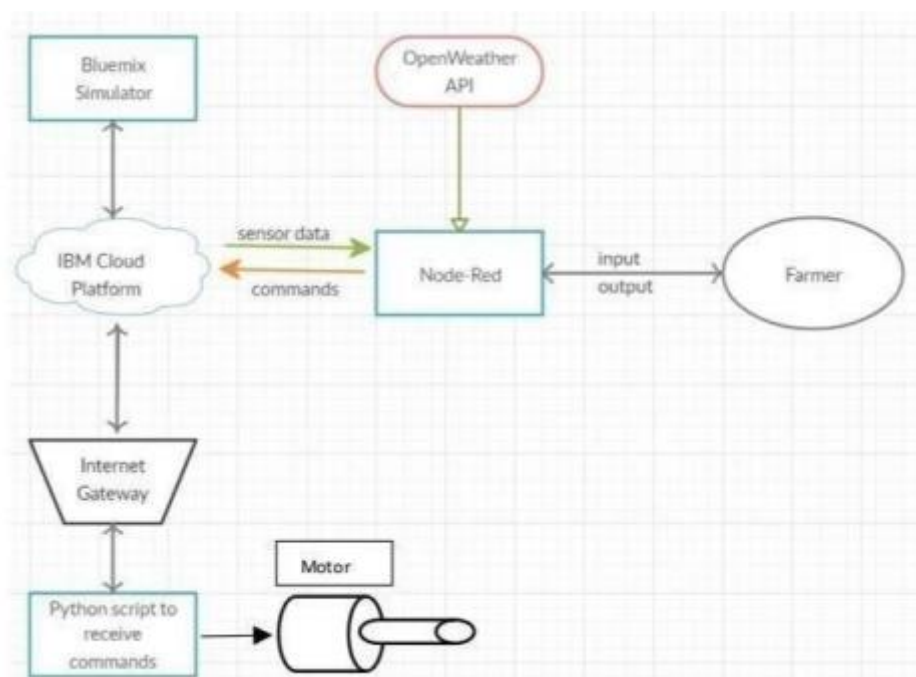 Bluemix
Simulator
OpenWeather
API
IBM Cloud
Platform
sensor data
commands
Node-Red
input
output
Farmer
Internet
Gateway
Motor
Python script to
receive
commands